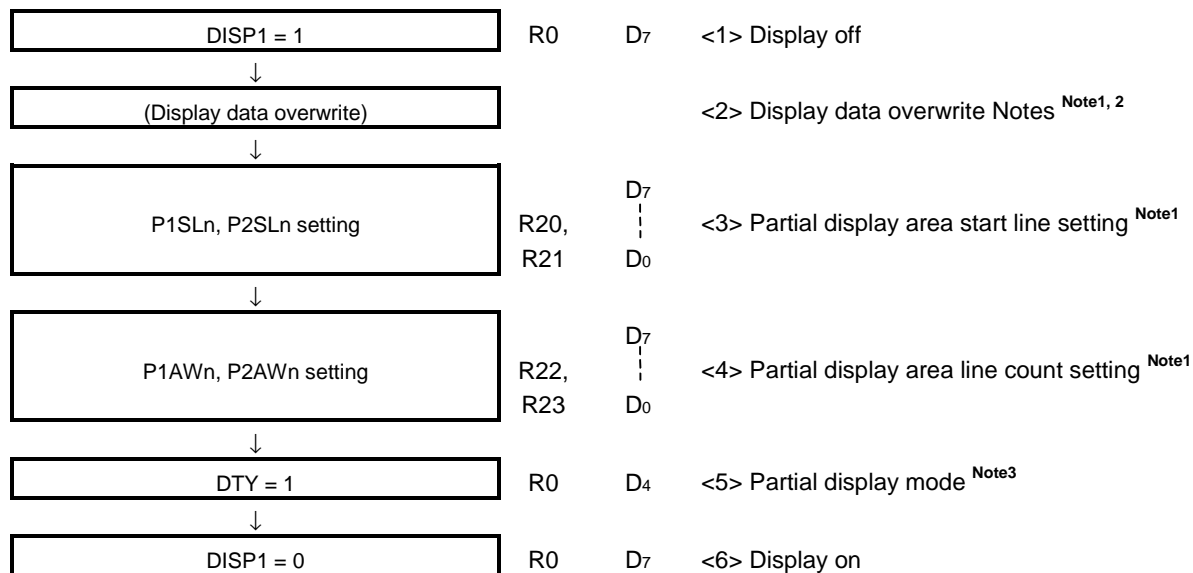 DISP1 = 1 R0 D7 <1> Display off
↓
(Display data overwrite) <2> Display data overwrite Notes Note1, 2
↓
D7
P1SLn, P2SLn setting R20, <3> Partial display area start line setting Note1
R21 D0
↓
D7
P1AWn, P2AWn setting R22, <4> Partial display area line count setting Note1
R23 D0
↓
DTY = 1 R0 D4 <5> Partial display mode Note3
↓
DISP1 = 0 R0 D7 <6> Display on